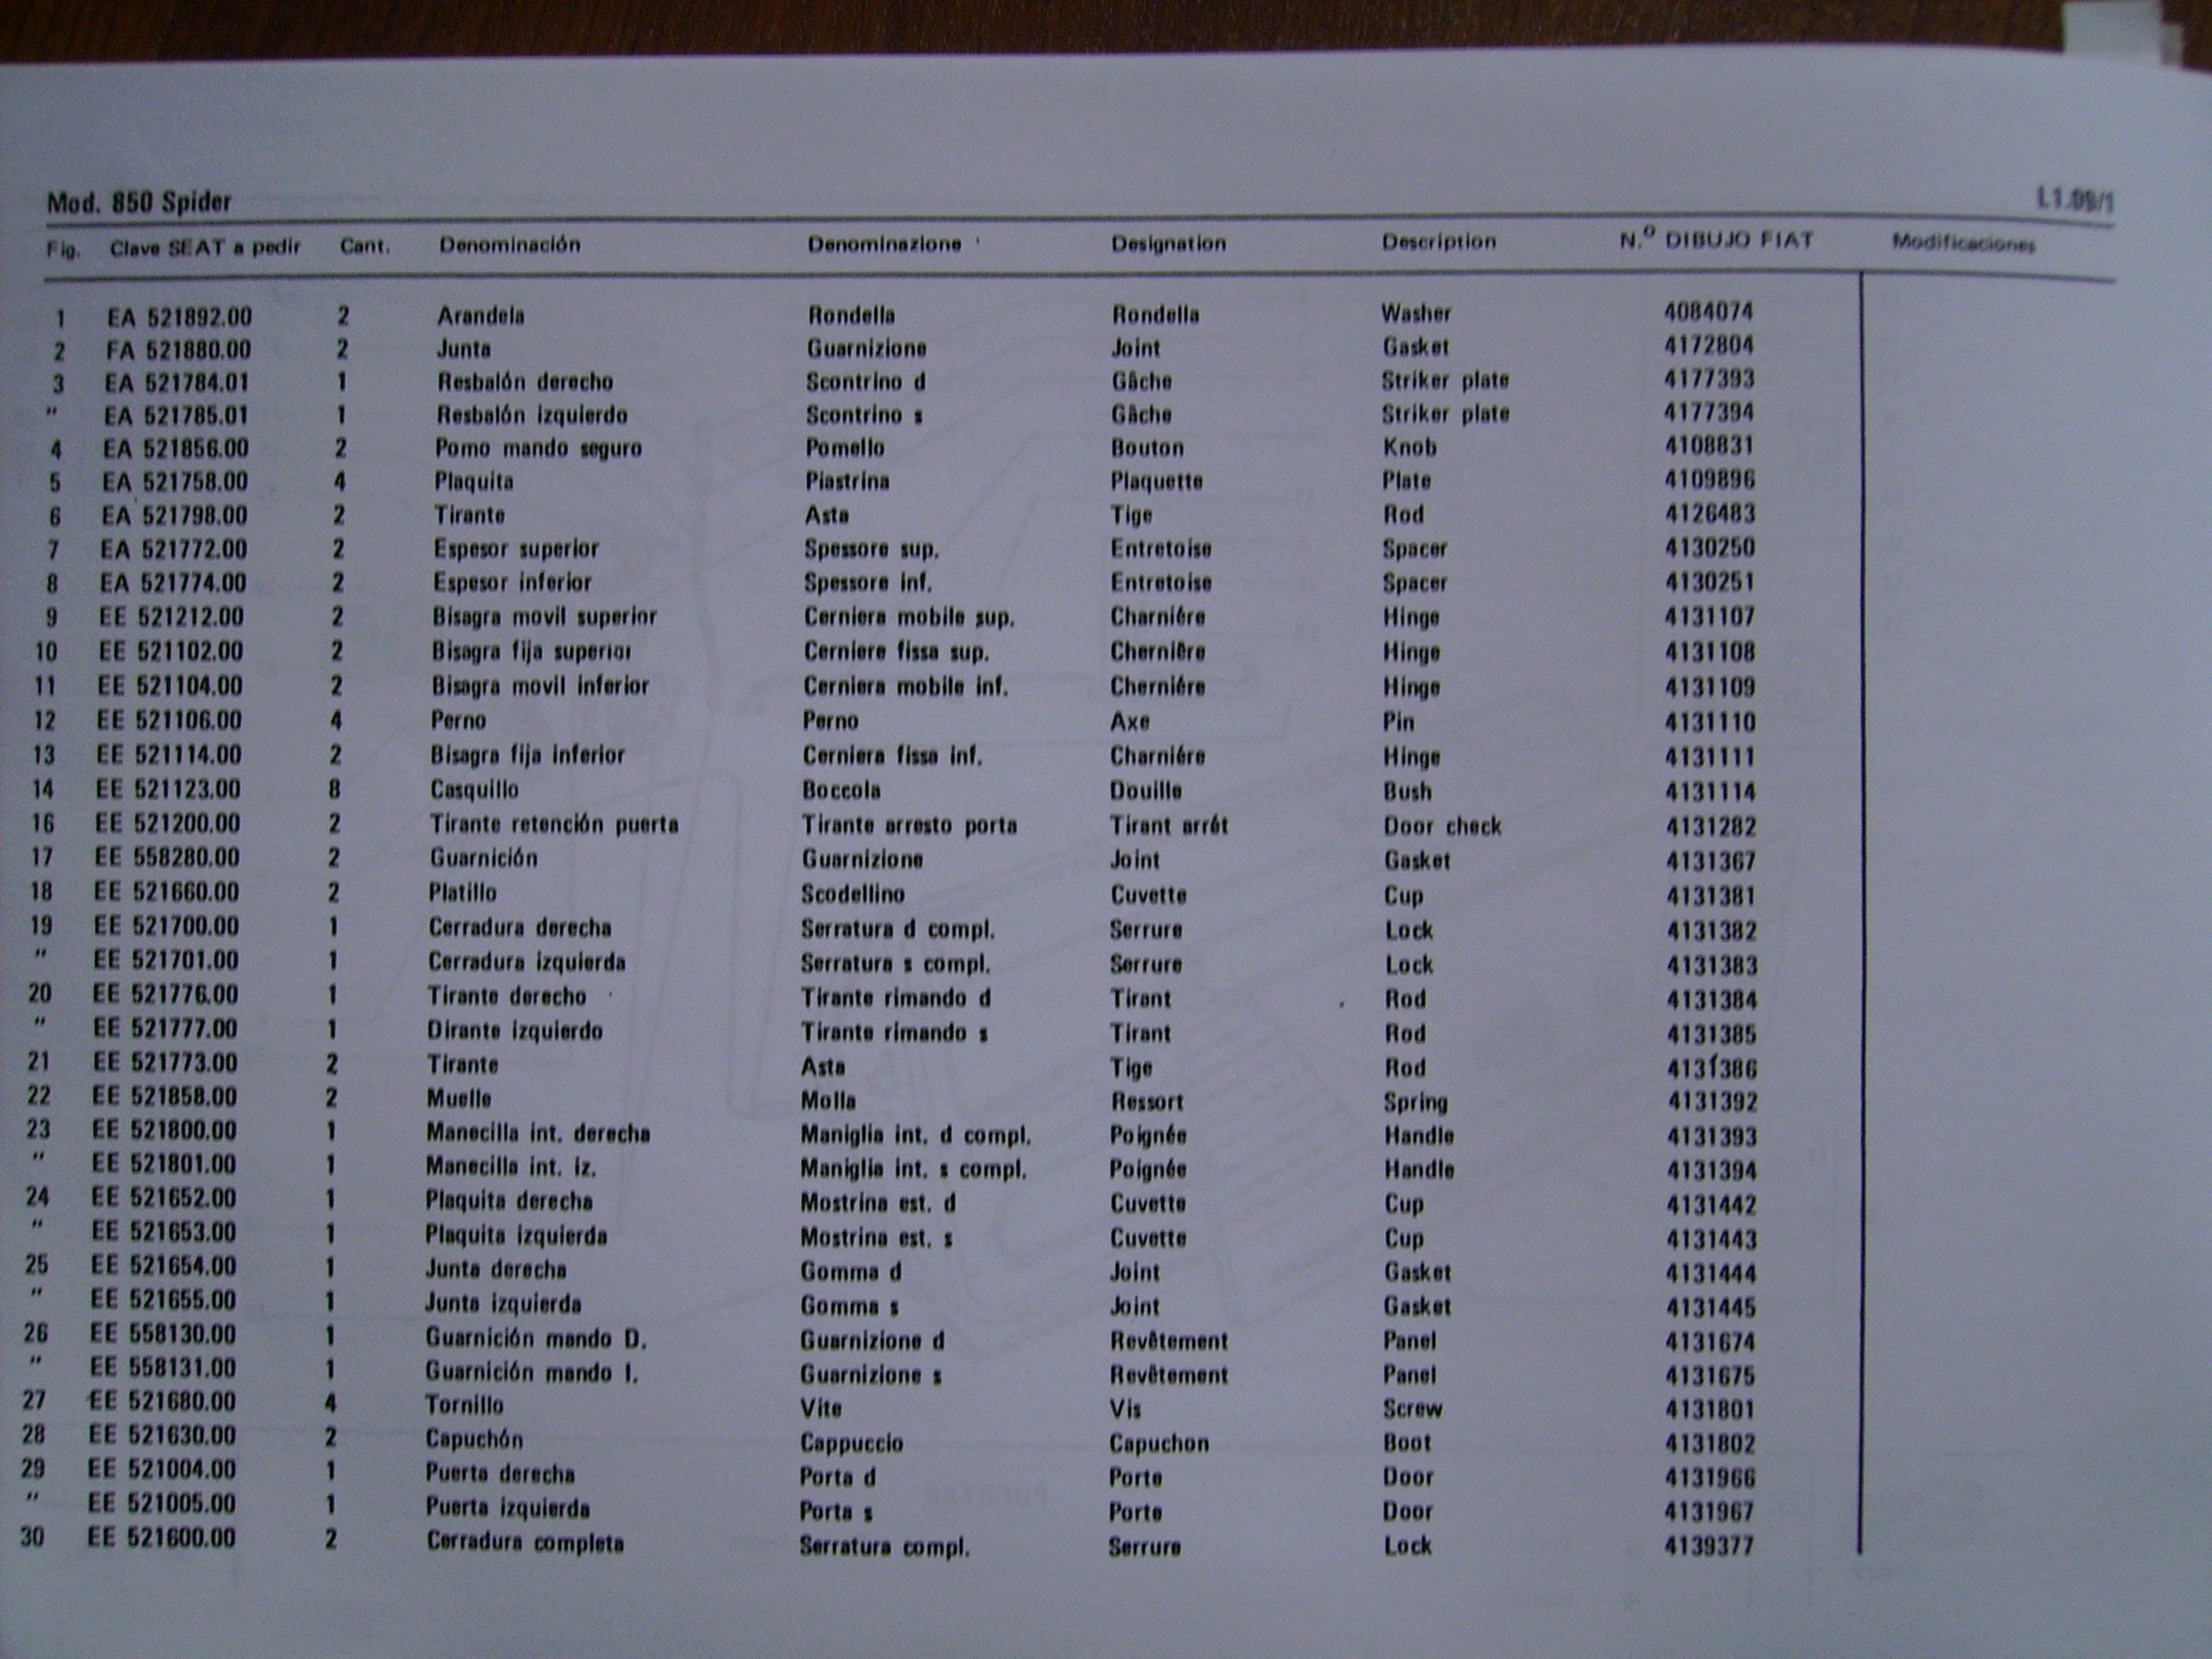 Mod. 850 Spider L1.09/1
Fig. Clave SEAT a pedir Cant. Denominación Denominazione Designation Description N.º DIBUJO FIAT Modificaciones
1 EA 521892.00 2 Arandela Rondella Rondella Washer 4084074
2 FA 521880.00 2 Junta Guarnizione Joint Gasket 4172804
3 EA 521784.01 1 Resbalón derecho Scontrino d Gâche Striker plate 4177393
" EA 521785.01 1 Resbalón izquierdo Scontrino s Gâche Striker plate 4177394
4 EA 521856.00 2 Pomo mando seguro Pomello Bouton Knob 4108831
5 EA 521758.00 4 Plaquita Piastrina Plaquette Plate 4109896
6 EA 521798.00 2 Tirante Asta Tige Rod 4126483
7 EA 521772.00 2 Espesor superior Spessore sup. Entretoise Spacer 4130250
8 EA 521774.00 2 Espesor inferior Spessore inf. Entretoise Spacer 4130251
9 EE 521212.00 2 Bisagra movil superior Cerniera mobile sup. Charniére Hinge 4131107
10 EE 521102.00 2 Bisagra fija superior Cerniere fissa sup. Cherniêre Hinge 4131108
11 EE 521104.00 2 Bisagra movil inferior Cerniera mobile inf. Cherniére Hinge 4131109
12 EE 521106.00 4 Perno Perno Axe Pin 4131110
13 EE 521114.00 2 Bisagra fija inferior Cerniera fissa inf. Charniére Hinge 4131111
14 EE 521123.00 8 Casquillo Boccola Douille Bush 4131114
16 EE 521200.00 2 Tirante retención puerta Tirante arresto porta Tirant arrêt Door check 4131282
17 EE 558280.00 2 Guarnición Guarnizione Joint Gasket 4131367
18 EE 521660.00 2 Platillo Scodellino Cuvette Cup 4131381
19 EE 521700.00 1 Cerradura derecha Serratura d compl. Serrure Lock 4131382
" EE 521701.00 1 Cerradura izquierda Serratura s compl. Serrure Lock 4131383
20 EE 521776.00 1 Tirante derecho Tirante rimando d Tirant Rod 4131384
" EE 521777.00 1 Dirante izquierdo Tirante rimando s Tirant Rod 4131385
21 EE 521773.00 2 Tirante Asta Tige Rod 4131386
22 EE 521858.00 2 Muelle Molla Ressort Spring 4131392
23 EE 521800.00 1 Manecilla int. derecha Maniglia int. d compl. Poignée Handle 4131393
" EE 521801.00 1 Manecilla int. iz. Maniglia int. s compl. Poignée Handle 4131394
24 EE 521652.00 1 Plaquita derecha Mostrina est. d Cuvette Cup 4131442
" EE 521653.00 1 Plaquita izquierda Mostrina est. s Cuvette Cup 4131443
25 EE 521654.00 1 Junta derecha Gomma d Joint Gasket 4131444
" EE 521655.00 1 Junta izquierda Gomma s Joint Gasket 4131445
26 EE 558130.00 1 Guarnición mando D. Guarnizione d Revêtement Panel 4131674
" EE 558131.00 1 Guarnición mando I. Guarnizione s Revêtement Panel 4131675
27 EE 521680.00 4 Tornillo Vite Vis Screw 4131801
28 EE 521630.00 2 Capuchón Cappuccio Capuchon Boot 4131802
29 EE 521004.00 1 Puerta derecha Porta d Porte Door 4131966
" EE 521005.00 1 Puerta izquierda Porta s Porte Door 4131967
30 EE 521600.00 2 Cerradura completa Serratura compl. Serrure Lock 4139377